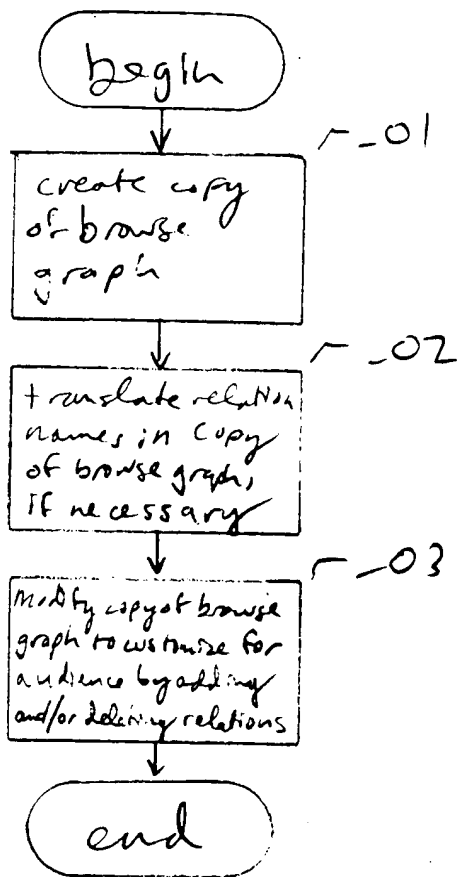 begin
_01
create copy
of browse
graph
_02
translate relation
names in copy
of browse graph,
if necessary
_03
Modify copy of browse
graph to customize for
audience by adding
and/or deleting relations
end